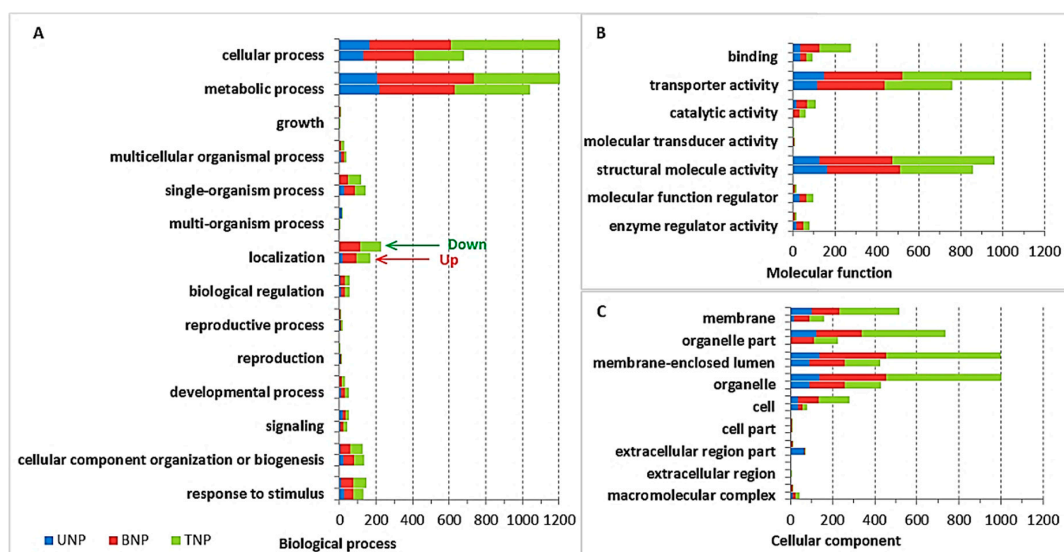 A
cellular process
metabolic process
growth
multicellular organismal process
single-organism process
multi-organism process
localization
Down
Up
biological regulation
reproductive process
reproduction
developmental process
signaling
cellular component organization or biogenesis
response to stimulus
0 200 400 600 800 1000 1200
UNP BNP TNP
Biological process
B
binding
transporter activity
catalytic activity
molecular transducer activity
structural molecule activity
molecular function regulator
enzyme regulator activity
0 200 400 600 800 1000 1200
Molecular function
C
membrane
organelle part
membrane-enclosed lumen
organelle
cell
cell part
extracellular region part
extracellular region
macromolecular complex
0 200 400 600 800 1000 1200
Cellular component